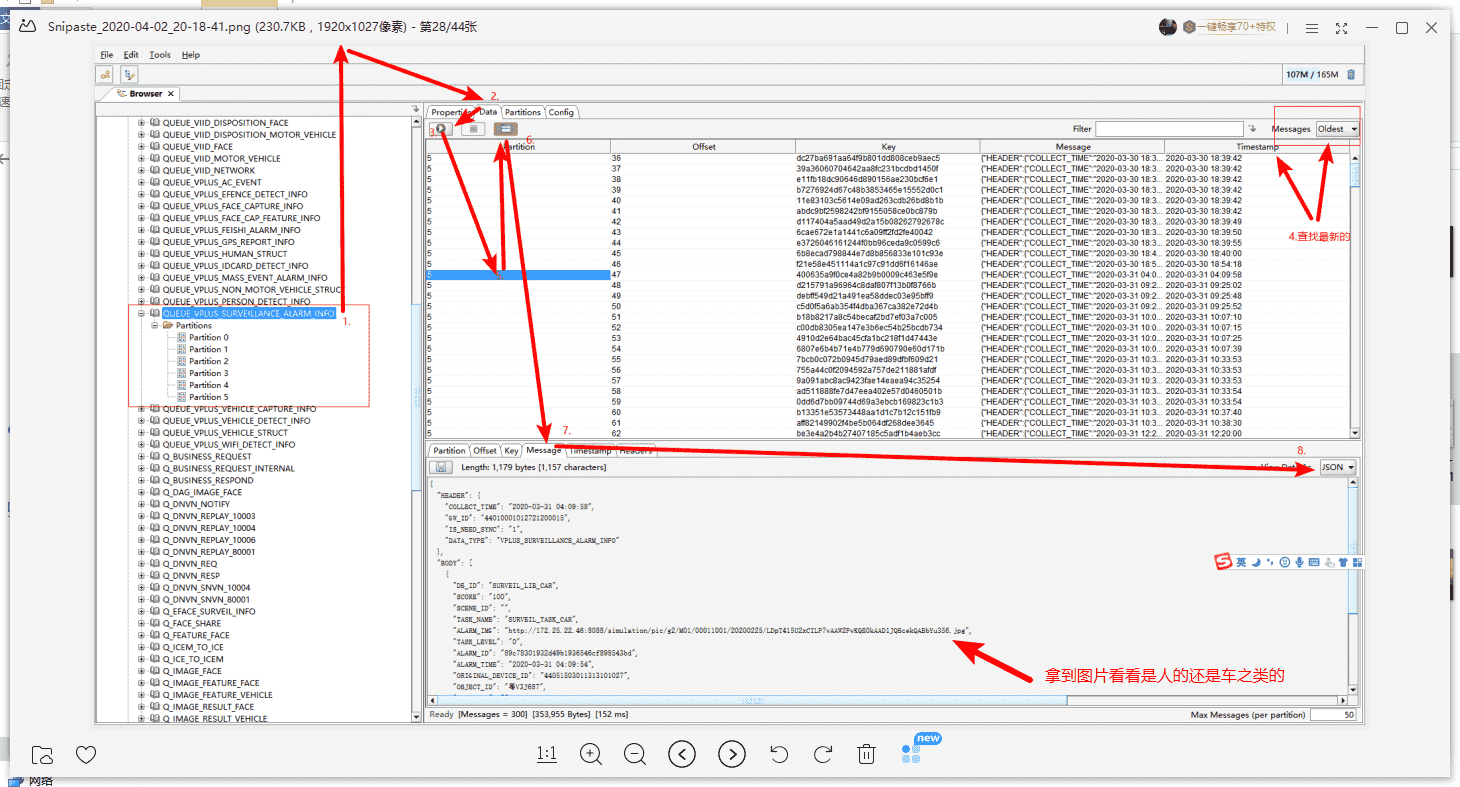 Snipaste_2020-04-02_20-18-41.png (230.7KB , 1920x1027像素) - 第28/44张
一键畅享70+特权
File Edit Tools Help
107M / 165M
Browser
QUEUE_VIID_DISPOSITION_FACE
QUEUE_VIID_DISPOSITION_MOTOR_VEHICLE
QUEUE_VIID_FACE
QUEUE_VIID_MOTOR_VEHICLE
QUEUE_VIID_NETWORK
QUEUE_VPLUS_AC_EVENT
QUEUE_VPLUS_EFENCE_DETECT_INFO
QUEUE_VPLUS_FACE_CAPTURE_INFO
QUEUE_VPLUS_FACE_CAP_FEATURE_INFO
QUEUE_VPLUS_FEISHI_ALARM_INFO
QUEUE_VPLUS_GPS_REPORT_INFO
QUEUE_VPLUS_HUMAN_STRUCT
QUEUE_VPLUS_IDCARD_DETECT_INFO
QUEUE_VPLUS_MASS_EVENT_ALARM_INFO
QUEUE_VPLUS_NON_MOTOR_VEHICLE_STRUC
QUEUE_VPLUS_PERSON_DETECT_INFO
QUEUE_VPLUS_SURVEILLANCE_ALARM_INFO
1.
Partitions
Partition 0
Partition 1
Partition 2
Partition 3
Partition 4
Partition 5
QUEUE_VPLUS_VEHICLE_CAPTURE_INFO
QUEUE_VPLUS_VEHICLE_DETECT_INFO
QUEUE_VPLUS_VEHICLE_STRUCT
QUEUE_VPLUS_WIFI_DETECT_INFO
Q_BUSINESS_REQUEST
Q_BUSINESS_REQUEST_INTERNAL
Q_BUSINESS_RESPOND
Q_DAG_IMAGE_FACE
Q_DNVN_NOTIFY
Q_DNVN_REPLAY_10003
Q_DNVN_REPLAY_10004
Q_DNVN_REPLAY_10006
Q_DNVN_REPLAY_80001
Q_DNVN_REQ
Q_DNVN_RESP
Q_DNVN_SNVN_10004
Q_DNVN_SNVN_80001
Q_EFACE_SURVEIL_INFO
Q_FACE_SHARE
Q_FEATURE_FACE
Q_ICEM_TO_ICE
Q_ICE_TO_ICEM
Q_IMAGE_FACE
Q_IMAGE_FEATURE_FACE
Q_IMAGE_FEATURE_VEHICLE
Q_IMAGE_RESULT_FACE
Q_IMAGE_RESULT_VEHICLE
2.
Properties Data Partitions Config
3.
6.
Filter Messages Oldest
Partition Offset Key Message Timestamp
5 36 dc27ba691aa64f9b801dd808ceb9aec5 {"HEADER":{"COLLECT_TIME":"2020-03-30 18:3... 2020-03-30 18:39:42
5 37 39a36060704642aa8fc231bcdbd1450f {"HEADER":{"COLLECT_TIME":"2020-03-30 18:3... 2020-03-30 18:39:42
5 38 e11fb18dc90646d890156ae230bcf6e1 {"HEADER":{"COLLECT_TIME":"2020-03-30 18:3... 2020-03-30 18:39:42
5 39 b7276924d67c48b3853465e15552d0c1 {"HEADER":{"COLLECT_TIME":"2020-03-30 18:3... 2020-03-30 18:39:42
5 40 11e83103c5614e09ad263cdb26bd8b1b {"HEADER":{"COLLECT_TIME":"2020-03-30 18:3... 2020-03-30 18:39:42
5 41 abdc9bf2598242bf9155058ce0bc879b {"HEADER":{"COLLECT_TIME":"2020-03-30 18:3... 2020-03-30 18:39:42
5 42 d117404a5aad49d2a15b08262792678c {"HEADER":{"COLLECT_TIME":"2020-03-30 18:3... 2020-03-30 18:39:49
5 43 6cae672e1a1441c6a09ff2fd2fe40042 {"HEADER":{"COLLECT_TIME":"2020-03-30 18:3... 2020-03-30 18:39:50
5 44 e3726046161244f0bb96ceda9c0599c6 {"HEADER":{"COLLECT_TIME":"2020-03-30 18:3... 2020-03-30 18:39:55
5 45 6b8ecad798844e7d8b856833e101c93e {"HEADER":{"COLLECT_TIME":"2020-03-30 18:4... 2020-03-30 18:40:00
5 46 f21e58e451114a1c97c91dd6f16146ae {"HEADER":{"COLLECT_TIME":"2020-03-30 18:5... 2020-03-30 18:54:18
5 47 400635a9f0ce4a82b9b0009c463e5f9e {"HEADER":{"COLLECT_TIME":"2020-03-31 04:0... 2020-03-31 04:09:58
5 48 d215791a96964c8daf807f13b0f8766b {"HEADER":{"COLLECT_TIME":"2020-03-31 09:2... 2020-03-31 09:25:02
5 49 debff549d21a491ea58ddec03e95bff9 {"HEADER":{"COLLECT_TIME":"2020-03-31 09:2... 2020-03-31 09:25:48
5 50 c5d0f5a6ab354f4dba367ca382e72d4b {"HEADER":{"COLLECT_TIME":"2020-03-31 09:2... 2020-03-31 09:25:52
5 51 b18b8217a8c54becaf2bd7ef03a7c005 {"HEADER":{"COLLECT_TIME":"2020-03-31 10:0... 2020-03-31 10:07:10
5 52 c00db8305ea147e3b6ec54b25bcdb734 {"HEADER":{"COLLECT_TIME":"2020-03-31 10:0... 2020-03-31 10:07:15
5 53 4910d2e64bac45cfa1bc218f1d47443e {"HEADER":{"COLLECT_TIME":"2020-03-31 10:0... 2020-03-31 10:07:25
5 54 6807e6b4b71e4b779d690790e60d171b {"HEADER":{"COLLECT_TIME":"2020-03-31 10:0... 2020-03-31 10:07:39
5 55 7bcb0c072b0945d79aed89dfbf609d21 {"HEADER":{"COLLECT_TIME":"2020-03-31 10:3... 2020-03-31 10:33:53
5 56 755a44c0f2094592a757de211881afdf {"HEADER":{"COLLECT_TIME":"2020-03-31 10:3... 2020-03-31 10:33:53
5 57 9a091abc8ac9423fae14eaea94c35254 {"HEADER":{"COLLECT_TIME":"2020-03-31 10:3... 2020-03-31 10:33:53
5 58 ad511888fe7d47eea402e57d0460501b {"HEADER":{"COLLECT_TIME":"2020-03-31 10:3... 2020-03-31 10:33:54
5 59 0dd6d7bb09744d69a3ebcb169823c1b3 {"HEADER":{"COLLECT_TIME":"2020-03-31 10:3... 2020-03-31 10:33:54
5 60 b13351e53573448aa1d1c7b12c151fb9 {"HEADER":{"COLLECT_TIME":"2020-03-31 10:3... 2020-03-31 10:37:40
5 61 aff82149902f4be5b064df268dee3645 {"HEADER":{"COLLECT_TIME":"2020-03-31 10:3... 2020-03-31 10:38:30
5 62 be3e4a2b4b27407185c5adf1b4aeb3cc {"HEADER":{"COLLECT_TIME":"2020-03-31 12:2... 2020-03-31 12:20:00
4.查找最新的
7.
8.
Partition Offset Key Message Timestamp Headers
Length: 1,179 bytes [1,157 characters]
View Data As JSON
{
"HEADER": {
"COLLECT_TIME": "2020-03-31 04:09:58",
"GW_ID": "44010001012721200015",
"IS_NEED_SYNC": "1",
"DATA_TYPE": "VPLUS_SURVEILLANCE_ALARM_INFO"
},
"BODY": [
{
"DB_ID": "SURVEIL_LIB_CAR",
"SCORE": "100",
"SCENE_ID": "",
"TASK_NAME": "SURVEIL_TASK_CAR",
"ALARM_IMG": "http://172.25.22.46:8088/simulation/pic/g2/M01/00011001/20200225/LDpT415U2xCILP7vAAW2PvKQEOkAAD1JQBcekQABbYu356.jpg",
"TASK_LEVEL": "0",
"ALARM_ID": "89c78301932d49b1936546cf898543bd",
"ALARM_TIME": "2020-03-31 04:09:54",
"ORIGINAL_DEVICE_ID": "44051503011313101027",
"OBJECT_ID": "粤V3J687",
拿到图片看看是人的还是车之类的
英
Ready [Messages = 300] [353,955 Bytes] [152 ms]
Max Messages (per partition) 50
1:1
new
网络